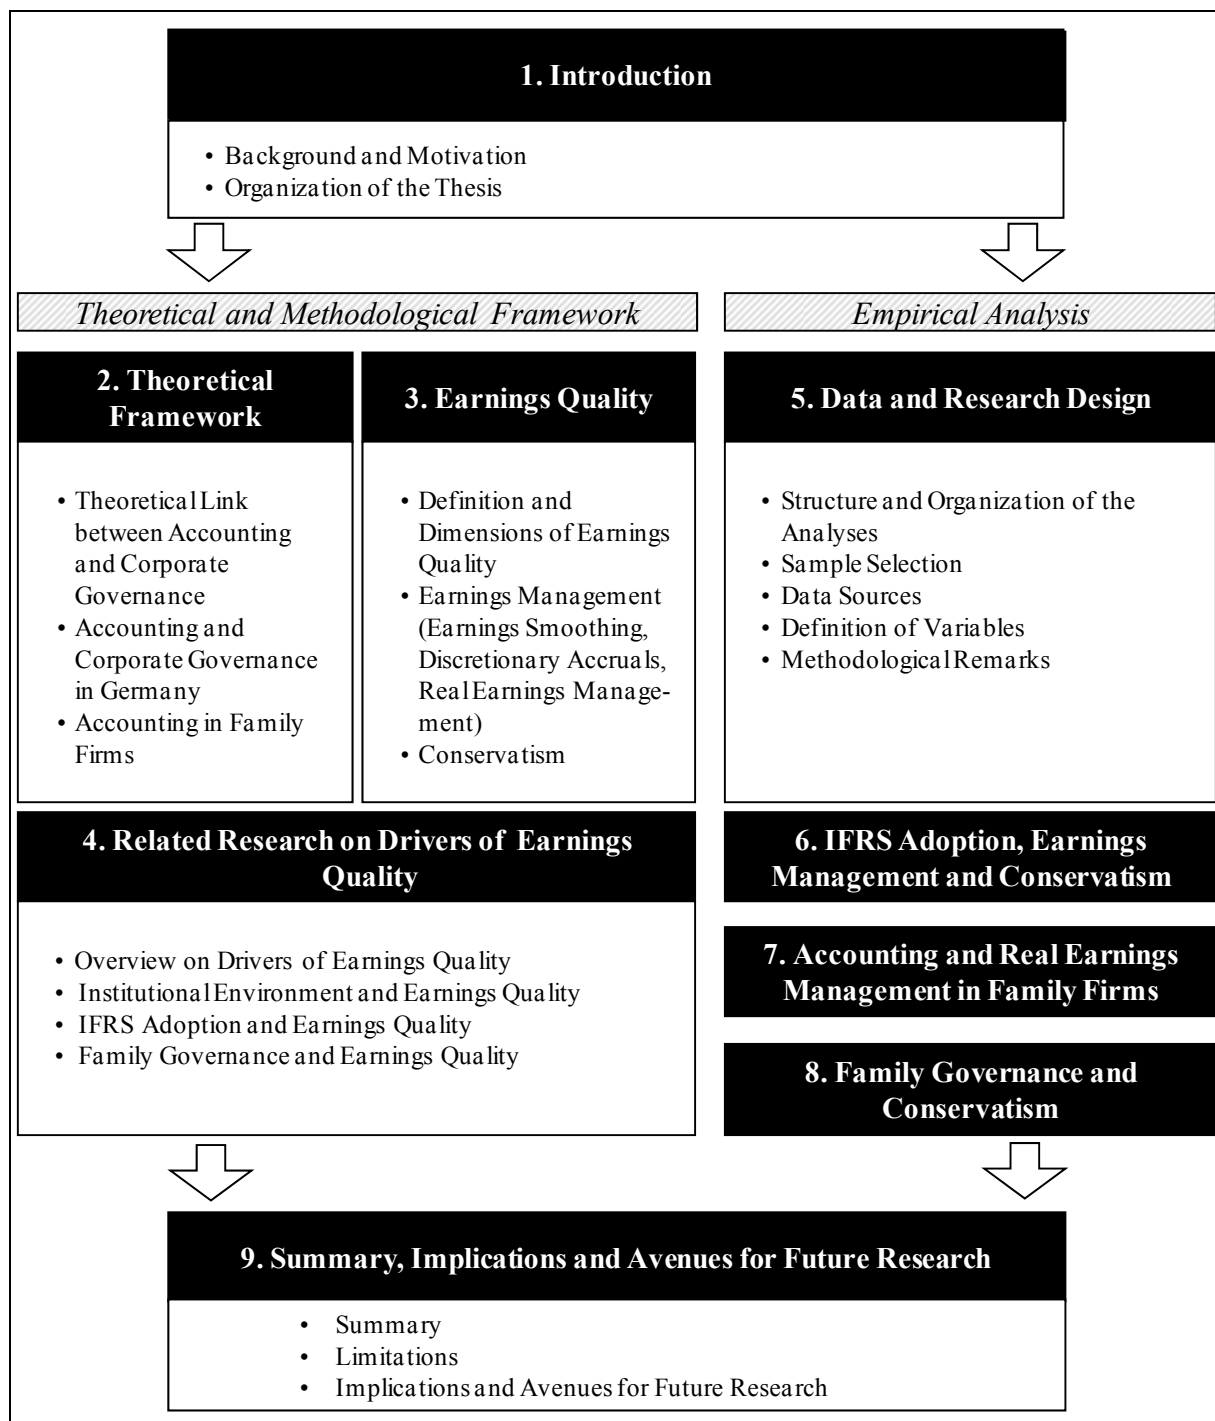 1. Introduction
• Background and Motivation
• Organization of the Thesis
Theoretical and Methodological Framework
2. Theoretical
Framework
• Theoretical Link
between Accounting
and Corporate
Governance
• Accounting and
Corporate Governance
in Germany
• Accounting in Family
Firms
3. Earnings Quality
• Definition and
Dimensions of Earnings
Quality
• Earnings Management
(Earnings Smoothing,
Discretionary Accruals,
Real Earnings Manage-
ment)
• Conservatism
4. Related Research on Drivers of Earnings
Quality
• Overview on Drivers of Earnings Quality
• Institutional Environment and Earnings Quality
• IFRS Adoption and Earnings Quality
• Family Governance and Earnings Quality
Empirical Analysis
5. Data and Research Design
• Structure and Organization of the
Analyses
• Sample Selection
• Data Sources
• Definition of Variables
• Methodological Remarks
6. IFRS Adoption, Earnings
Management and Conservatism
7. Accounting and Real Earnings
Management in Family Firms
8. Family Governance and
Conservatism
9. Summary, Implications and Avenues for Future Research
• Summary
• Limitations
• Implications and Avenues for Future Research